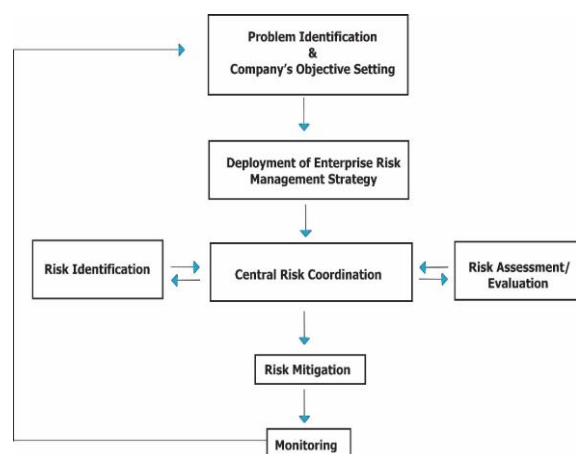 Problem Identification
&
Company's Objective Setting
Deployment of Enterprise Risk
Management Strategy
Risk Identification
Central Risk Coordination
Risk Assessment/
Evaluation
Risk Mitigation
Monitoring